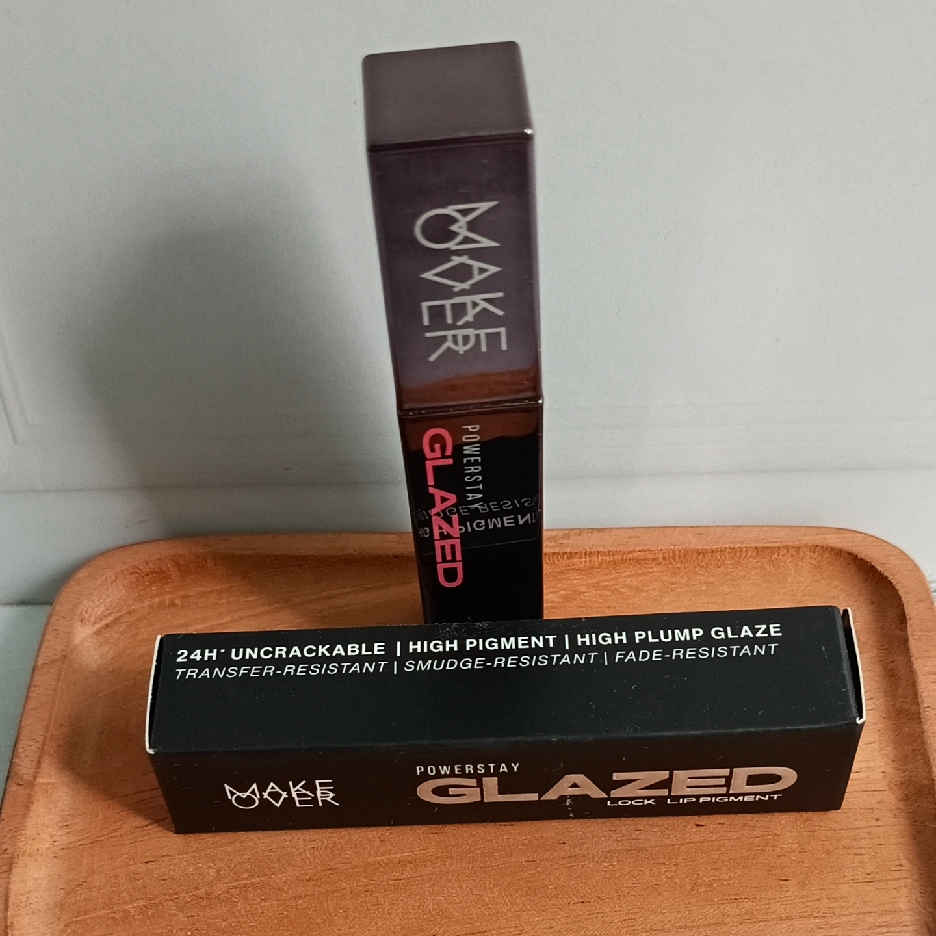 MAKE
OVER
POWERSTAY
GLAZED
24H* UNCRACKABLE | HIGH PIGMENT | HIGH PLUMP GLAZE
TRANSFER-RESISTANT | SMUDGE-RESISTANT | FADE-RESISTANT
MAKE
OVER
POWERSTAY
GLAZED
LOCK LIP PIGMENT